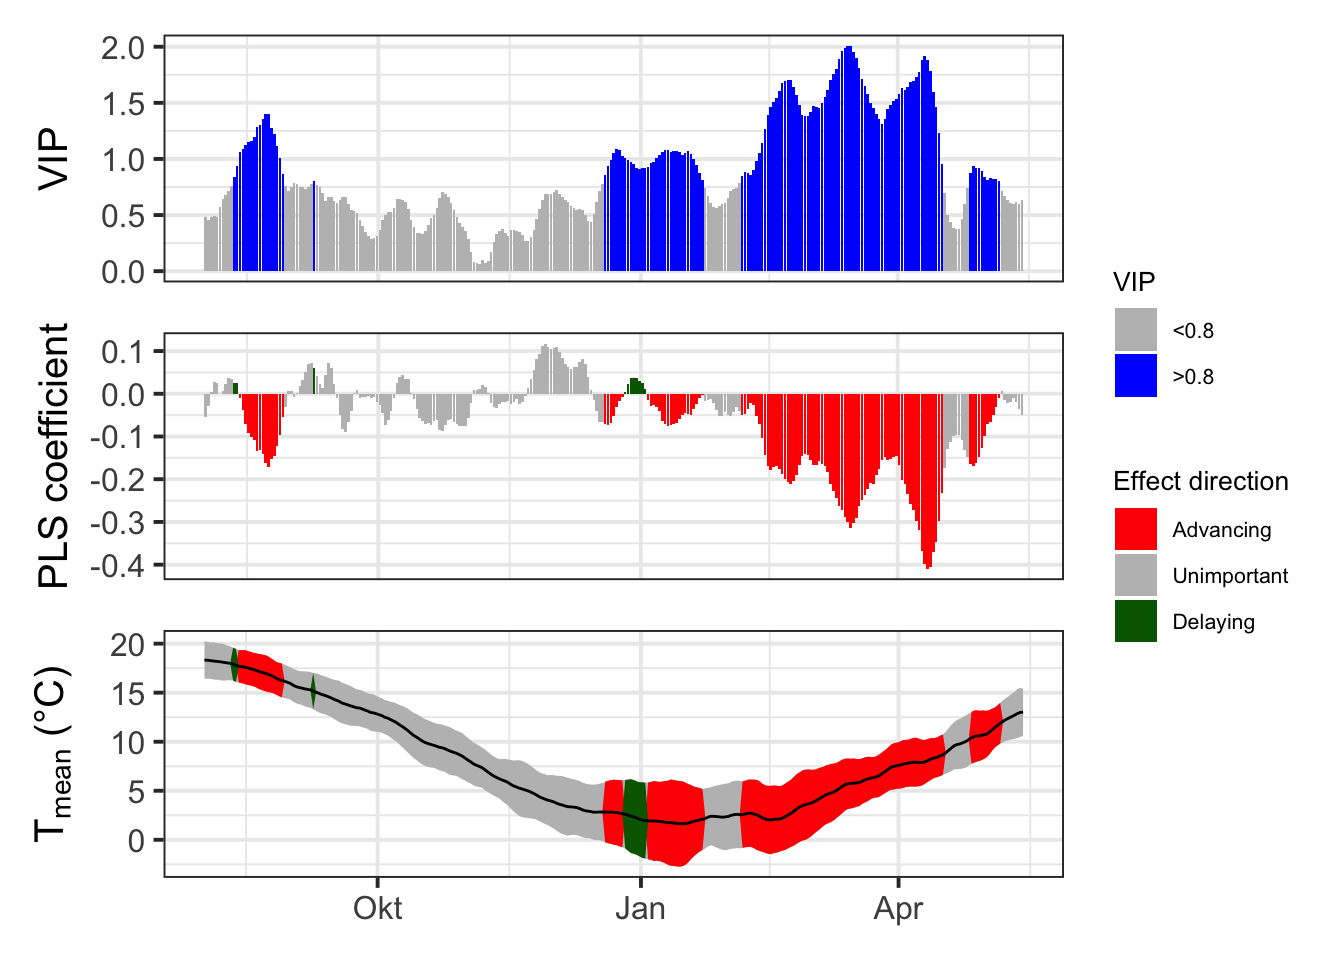 VIP
2.0
1.5
1.0
0.5
0.0
PLS coefficient
0.1
0.0
-0.1
-0.2
-0.3
-0.4
Tmean (°C)
20
15
10
5
0
Okt Jan Apr
VIP
<0.8
>0.8
Effect direction
Advancing
Unimportant
Delaying